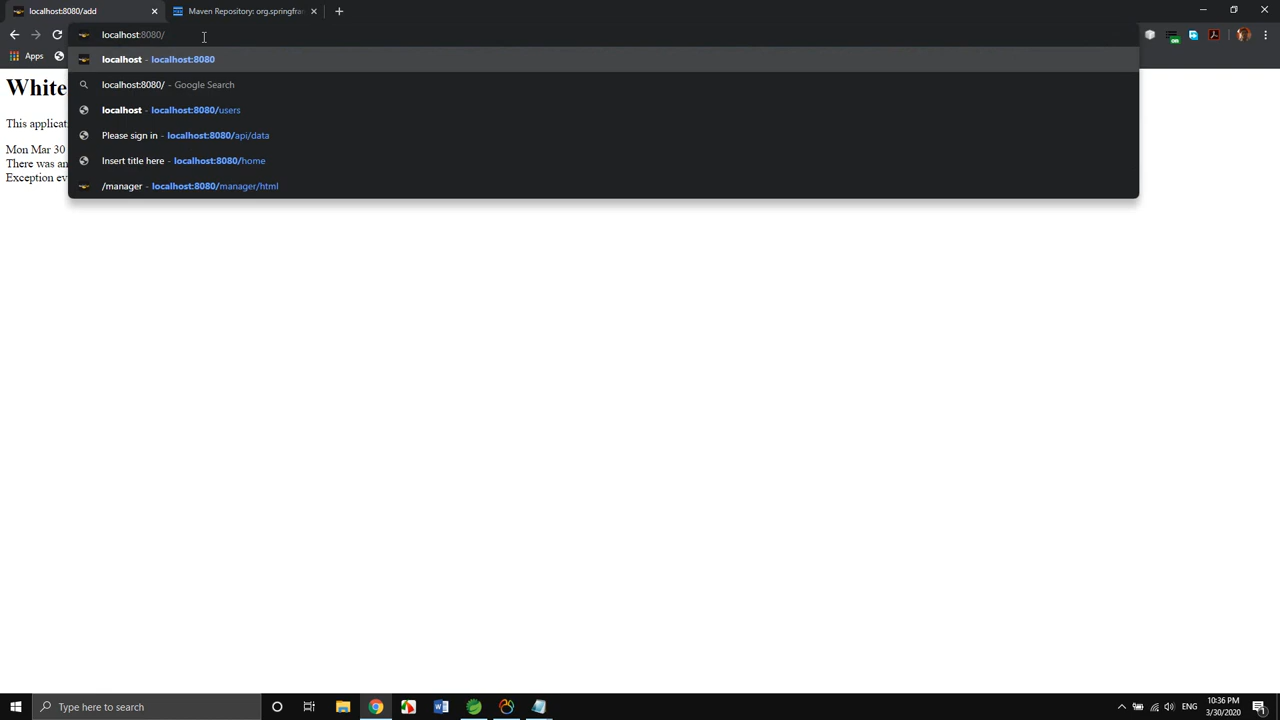 localhost:8080/add
Maven Repository: org.springfra
localhost:8080/
Apps
localhost - localhost:8080
localhost:8080/ - Google Search
localhost - localhost:8080/users
Please sign in - localhost:8080/api/data
Insert title here - localhost:8080/home
/manager - localhost:8080/manager/html
White
This applicat
Mon Mar 30
There was an
Exception ev
Type here to search
ENG
10:36 PM
3/30/2020